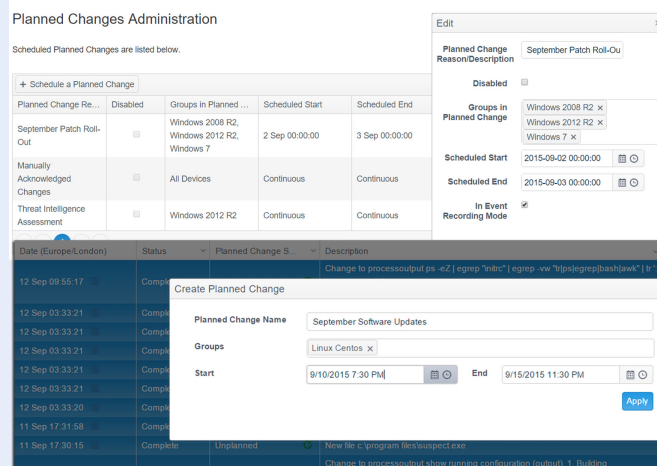 Planned Changes Administration
Scheduled Planned Changes are listed below.
+ Schedule a Planned Change
Planned Change Re... Disabled Groups in Planned ... Scheduled Start Scheduled End
September Patch Roll-Out Windows 2008 R2, Windows 2012 R2, Windows 7 2 Sep 00:00:00 3 Sep 00:00:00
Manually Acknowledged Changes All Devices Continuous Continuous
Threat Intelligence Assessment Windows 2012 R2 Continuous Continuous
Edit
Planned Change Reason/Description September Patch Roll-Ou
Disabled
Groups in Planned Change
Windows 2008 R2 ×
Windows 2012 R2 ×
Windows 7 ×
Scheduled Start 2015-09-02 00:00:00
Scheduled End 2015-09-03 00:00:00
In Event Recording Mode
Date (Europe/London) Status Planned Change S... Description
Change to processoutput ps -eZ | egrep "initrc" | egrep -vw "tr|ps|egrep|bash|awk" | tr ":
12 Sep 09:55:17 Comple
12 Sep 03:33:21 Comple
12 Sep 03:33:21 Comple
12 Sep 03:33:21 Comple
12 Sep 03:33:21 Comple
12 Sep 03:33:21 Comple
12 Sep 03:33:20 Comple
11 Sep 17:31:58 Comple
11 Sep 17:30:15 Complete Unplanned New file c:\program files\suspect.exe
Change to processoutput show running configuration (output). 1. Building
Create Planned Change
Planned Change Name September Software Updates
Groups Linux Centos ×
Start 9/10/2015 7:30 PM End 9/15/2015 11:30 PM
Apply